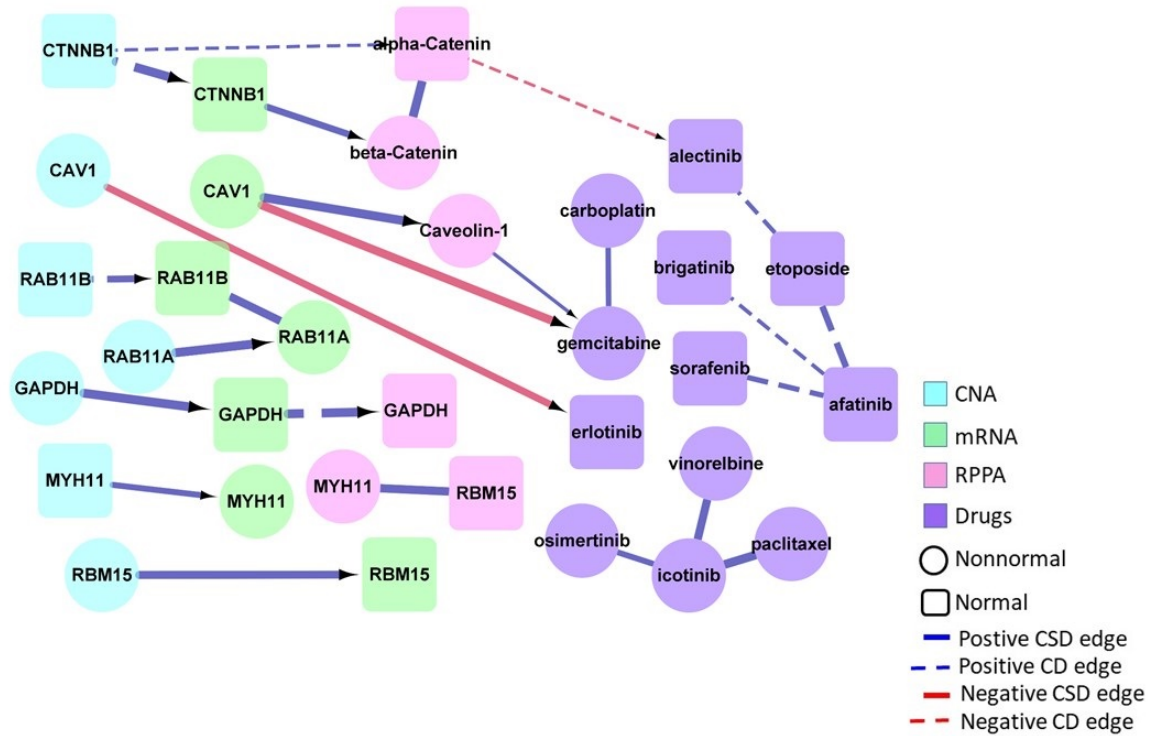 CTNNB1
alpha-Catenin
CTNNB1
beta-Catenin
alectinib
CAV1
CAV1
Caveolin-1
carboplatin
brigatinib
etoposide
RAB11B
RAB11B
RAB11A
RAB11A
gemcitabine
sorafenib
afatinib
GAPDH
GAPDH
GAPDH
erlotinib
MYH11
MYH11
MYH11
RBM15
vinorelbine
osimertinib
paclitaxel
icotinib
RBM15
RBM15
CNA
mRNA
RPPA
Drugs
Nonnormal
Normal
Postive CSD edge
Positive CD edge
Negative CSD edge
Negative CD edge